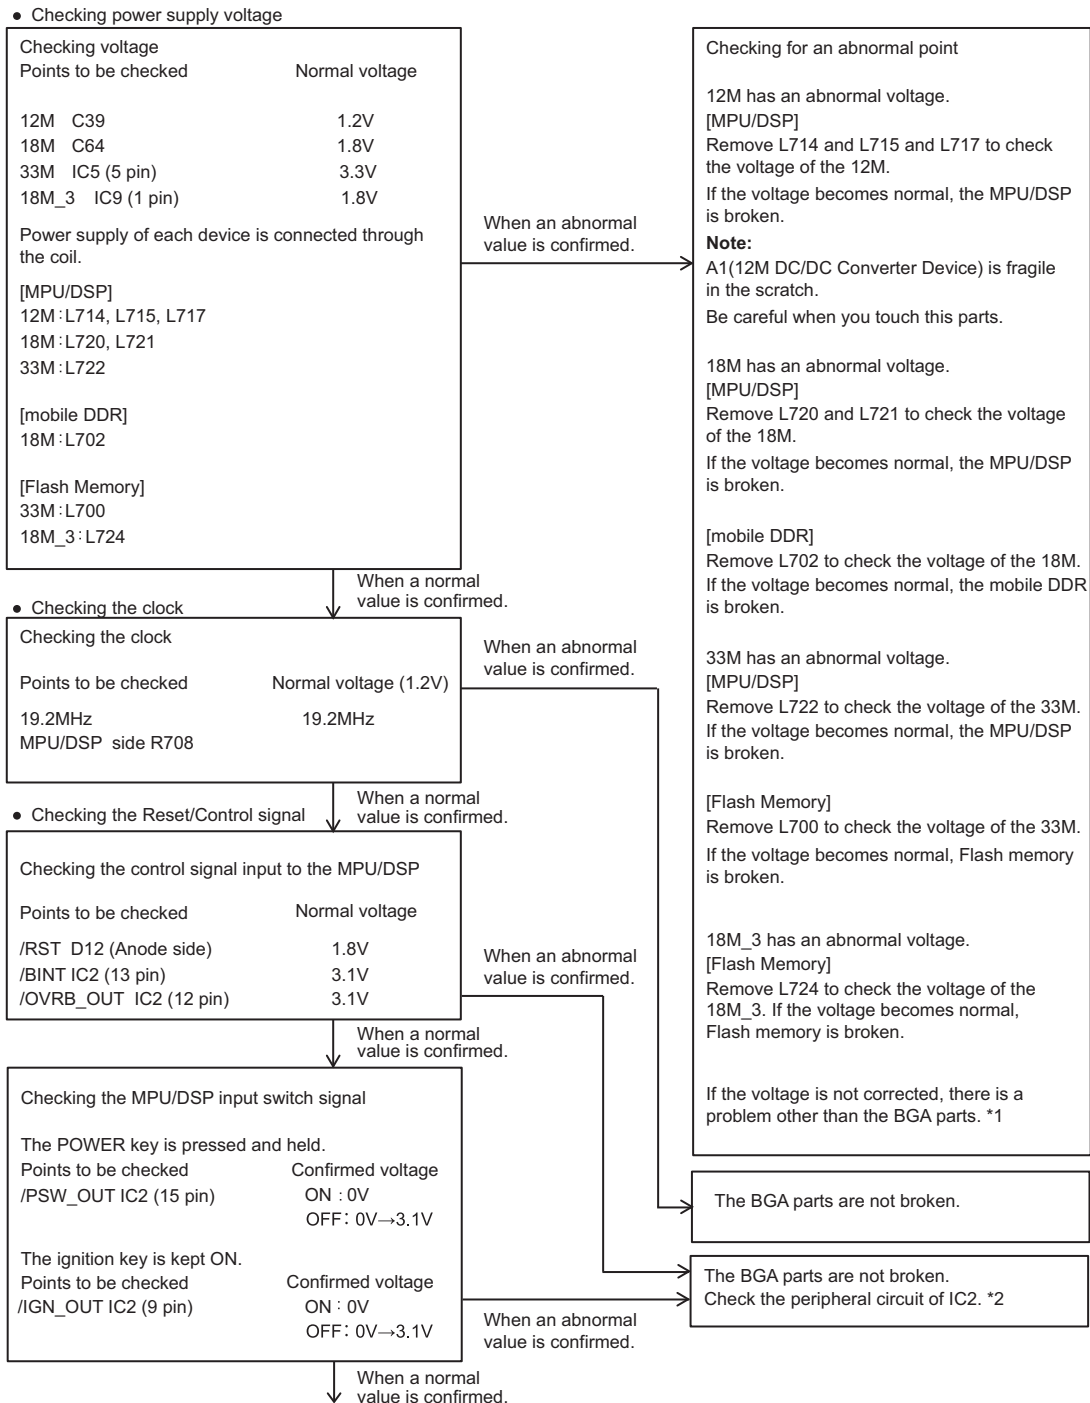 ● Checking power supply voltage
Checking voltage
Points to be checked Normal voltage
12M C39 1.2V
18M C64 1.8V
33M IC5 (5 pin) 3.3V
18M_3 IC9 (1 pin) 1.8V
Power supply of each device is connected through
the coil.
[MPU/DSP]
12M:L714, L715, L717
18M:L720, L721
33M:L722
[mobile DDR]
18M:L702
[Flash Memory]
33M:L700
18M_3:L724
When an abnormal
value is confirmed.
Checking for an abnormal point
12M has an abnormal voltage.
[MPU/DSP]
Remove L714 and L715 and L717 to check
the voltage of the 12M.
If the voltage becomes normal, the MPU/DSP
is broken.
Note:
A1(12M DC/DC Converter Device) is fragile
in the scratch.
Be careful when you touch this parts.
18M has an abnormal voltage.
[MPU/DSP]
Remove L720 and L721 to check the voltage
of the 18M.
If the voltage becomes normal, the MPU/DSP
is broken.
[mobile DDR]
Remove L702 to check the voltage of the 18M.
If the voltage becomes normal, the mobile DDR
is broken.
33M has an abnormal voltage.
[MPU/DSP]
Remove L722 to check the voltage of the 33M.
If the voltage becomes normal, the MPU/DSP
is broken.
[Flash Memory]
Remove L700 to check the voltage of the 33M.
If the voltage becomes normal, Flash memory
is broken.
18M_3 has an abnormal voltage.
[Flash Memory]
Remove L724 to check the voltage of the
18M_3. If the voltage becomes normal,
Flash memory is broken.
If the voltage is not corrected, there is a
problem other than the BGA parts. *1
When a normal
value is confirmed.
● Checking the clock
Checking the clock
Points to be checked Normal voltage (1.2V)
19.2MHz 19.2MHz
MPU/DSP side R708
When an abnormal
value is confirmed.
The BGA parts are not broken.
When a normal
value is confirmed.
● Checking the Reset/Control signal
Checking the control signal input to the MPU/DSP
Points to be checked Normal voltage
/RST D12 (Anode side) 1.8V
/BINT IC2 (13 pin) 3.1V
/OVRB_OUT IC2 (12 pin) 3.1V
When an abnormal
value is confirmed.
When a normal
value is confirmed.
Checking the MPU/DSP input switch signal
The POWER key is pressed and held.
Points to be checked Confirmed voltage
/PSW_OUT IC2 (15 pin) ON : 0V
OFF: 0V→3.1V
The ignition key is kept ON.
Points to be checked Confirmed voltage
/IGN_OUT IC2 (9 pin) ON : 0V
OFF: 0V→3.1V
When an abnormal
value is confirmed.
The BGA parts are not broken.
Check the peripheral circuit of IC2. *2
When a normal
value is confirmed.